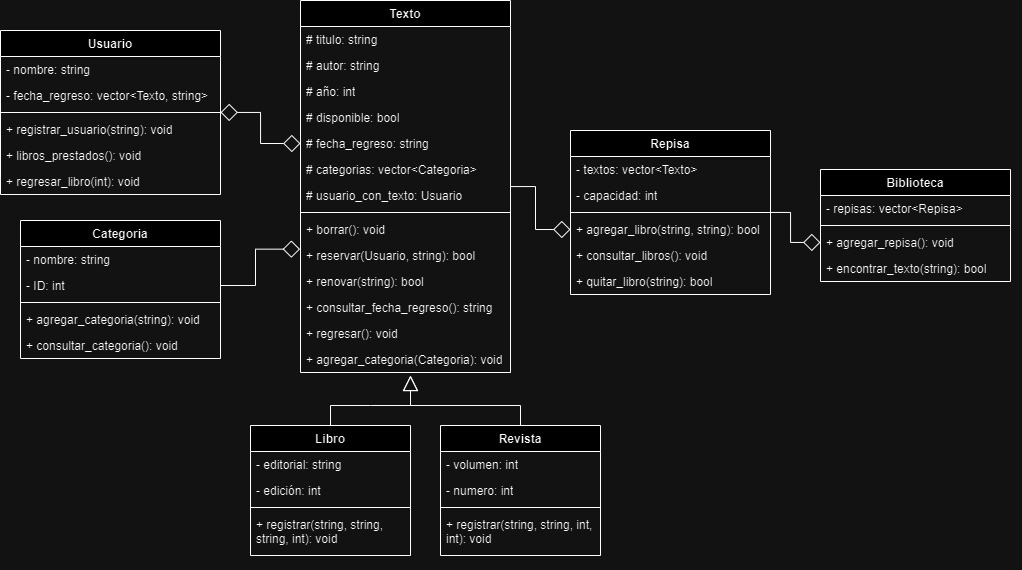 Usuario
- nombre: string
- fecha_regreso: vector<Texto, string>
+ registrar_usuario(string): void
+ libros_prestados(): void
+ regresar_libro(int): void
Categoria
- nombre: string
- ID: int
+ agregar_categoria(string): void
+ consultar_categoria(): void
Texto
# titulo: string
# autor: string
# año: int
# disponible: bool
# fecha_regreso: string
# categorias: vector<Categoria>
# usuario_con_texto: Usuario
+ borrar(): void
+ reservar(Usuario, string): bool
+ renovar(string): bool
+ consultar_fecha_regreso(): string
+ regresar(): void
+ agregar_categoria(Categoria): void
Repisa
- textos: vector<Texto>
- capacidad: int
+ agregar_libro(string, string): bool
+ consultar_libros(): void
+ quitar_libro(string): bool
Biblioteca
- repisas: vector<Repisa>
+ agregar_repisa(): void
+ encontrar_texto(string): bool
Libro
- editorial: string
- edición: int
+ registrar(string, string,
string, int): void
Revista
- volumen: int
- numero: int
+ registrar(string, string, int,
int): void